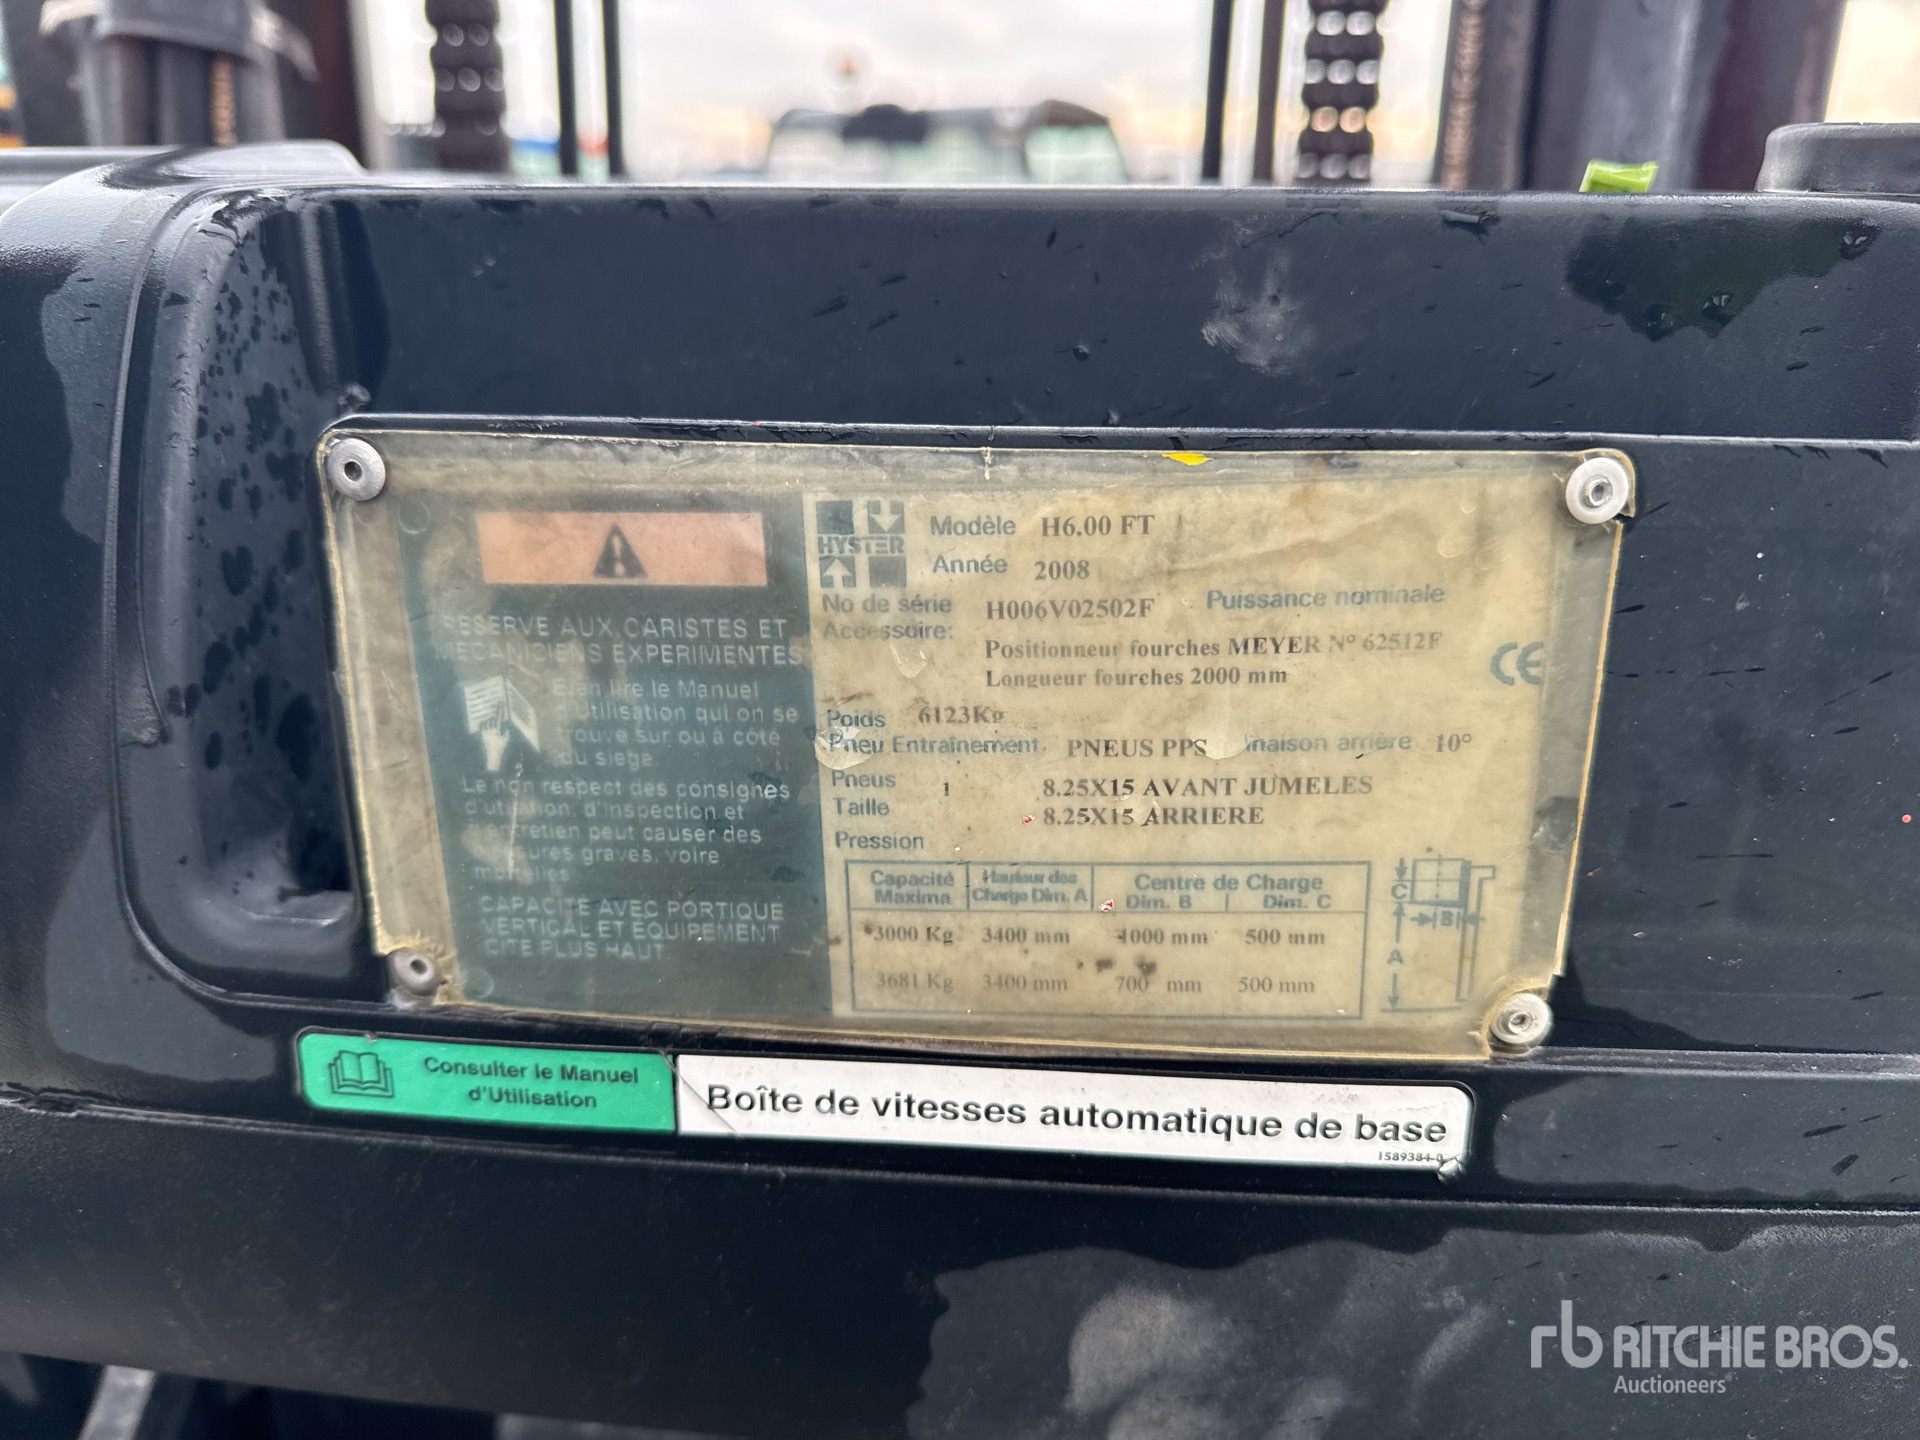 RESERVE AUX CARISTES ET
MECANICIENS EXPERIMENTES
Bien lire le Manuel
d'utilisation qui on se
trouve sur ou à côté
du siege.
Le non respect des consignes
d'utilisation, d'inspection et
d'entretien peut causer des
blessures graves, voire
mortelles.
CAPACITE AVEC PORTIQUE
VERTICAL ET EQUIPEMENT
CITE PLUS HAUT
HYSTER
Modèle H6.00 FT
Année 2008
No de série H006V02502F Puissance nominale
Accessoire: Positionneur fourches MEYER N° 62512F
Longueur fourches 2000 mm
CE
Poids 6123Kg
Pneu Entraînement PNEUS PPS Inaison arrière 10°
Pneus 1 8.25X15 AVANT JUMELES
Taille 8.25X15 ARRIERE
Pression
Capacité Maxima Hauteur des Charge Dim. A Centre de Charge
Dim. B Dim. C
3000 Kg 3400 mm 1000 mm 500 mm
3681 Kg 3400 mm 700 mm 500 mm
C
B
A
Consulter le Manuel
d'Utilisation
Boîte de vitesses automatique de base
1589384-0
rb RITCHIE BROS.
Auctioneers